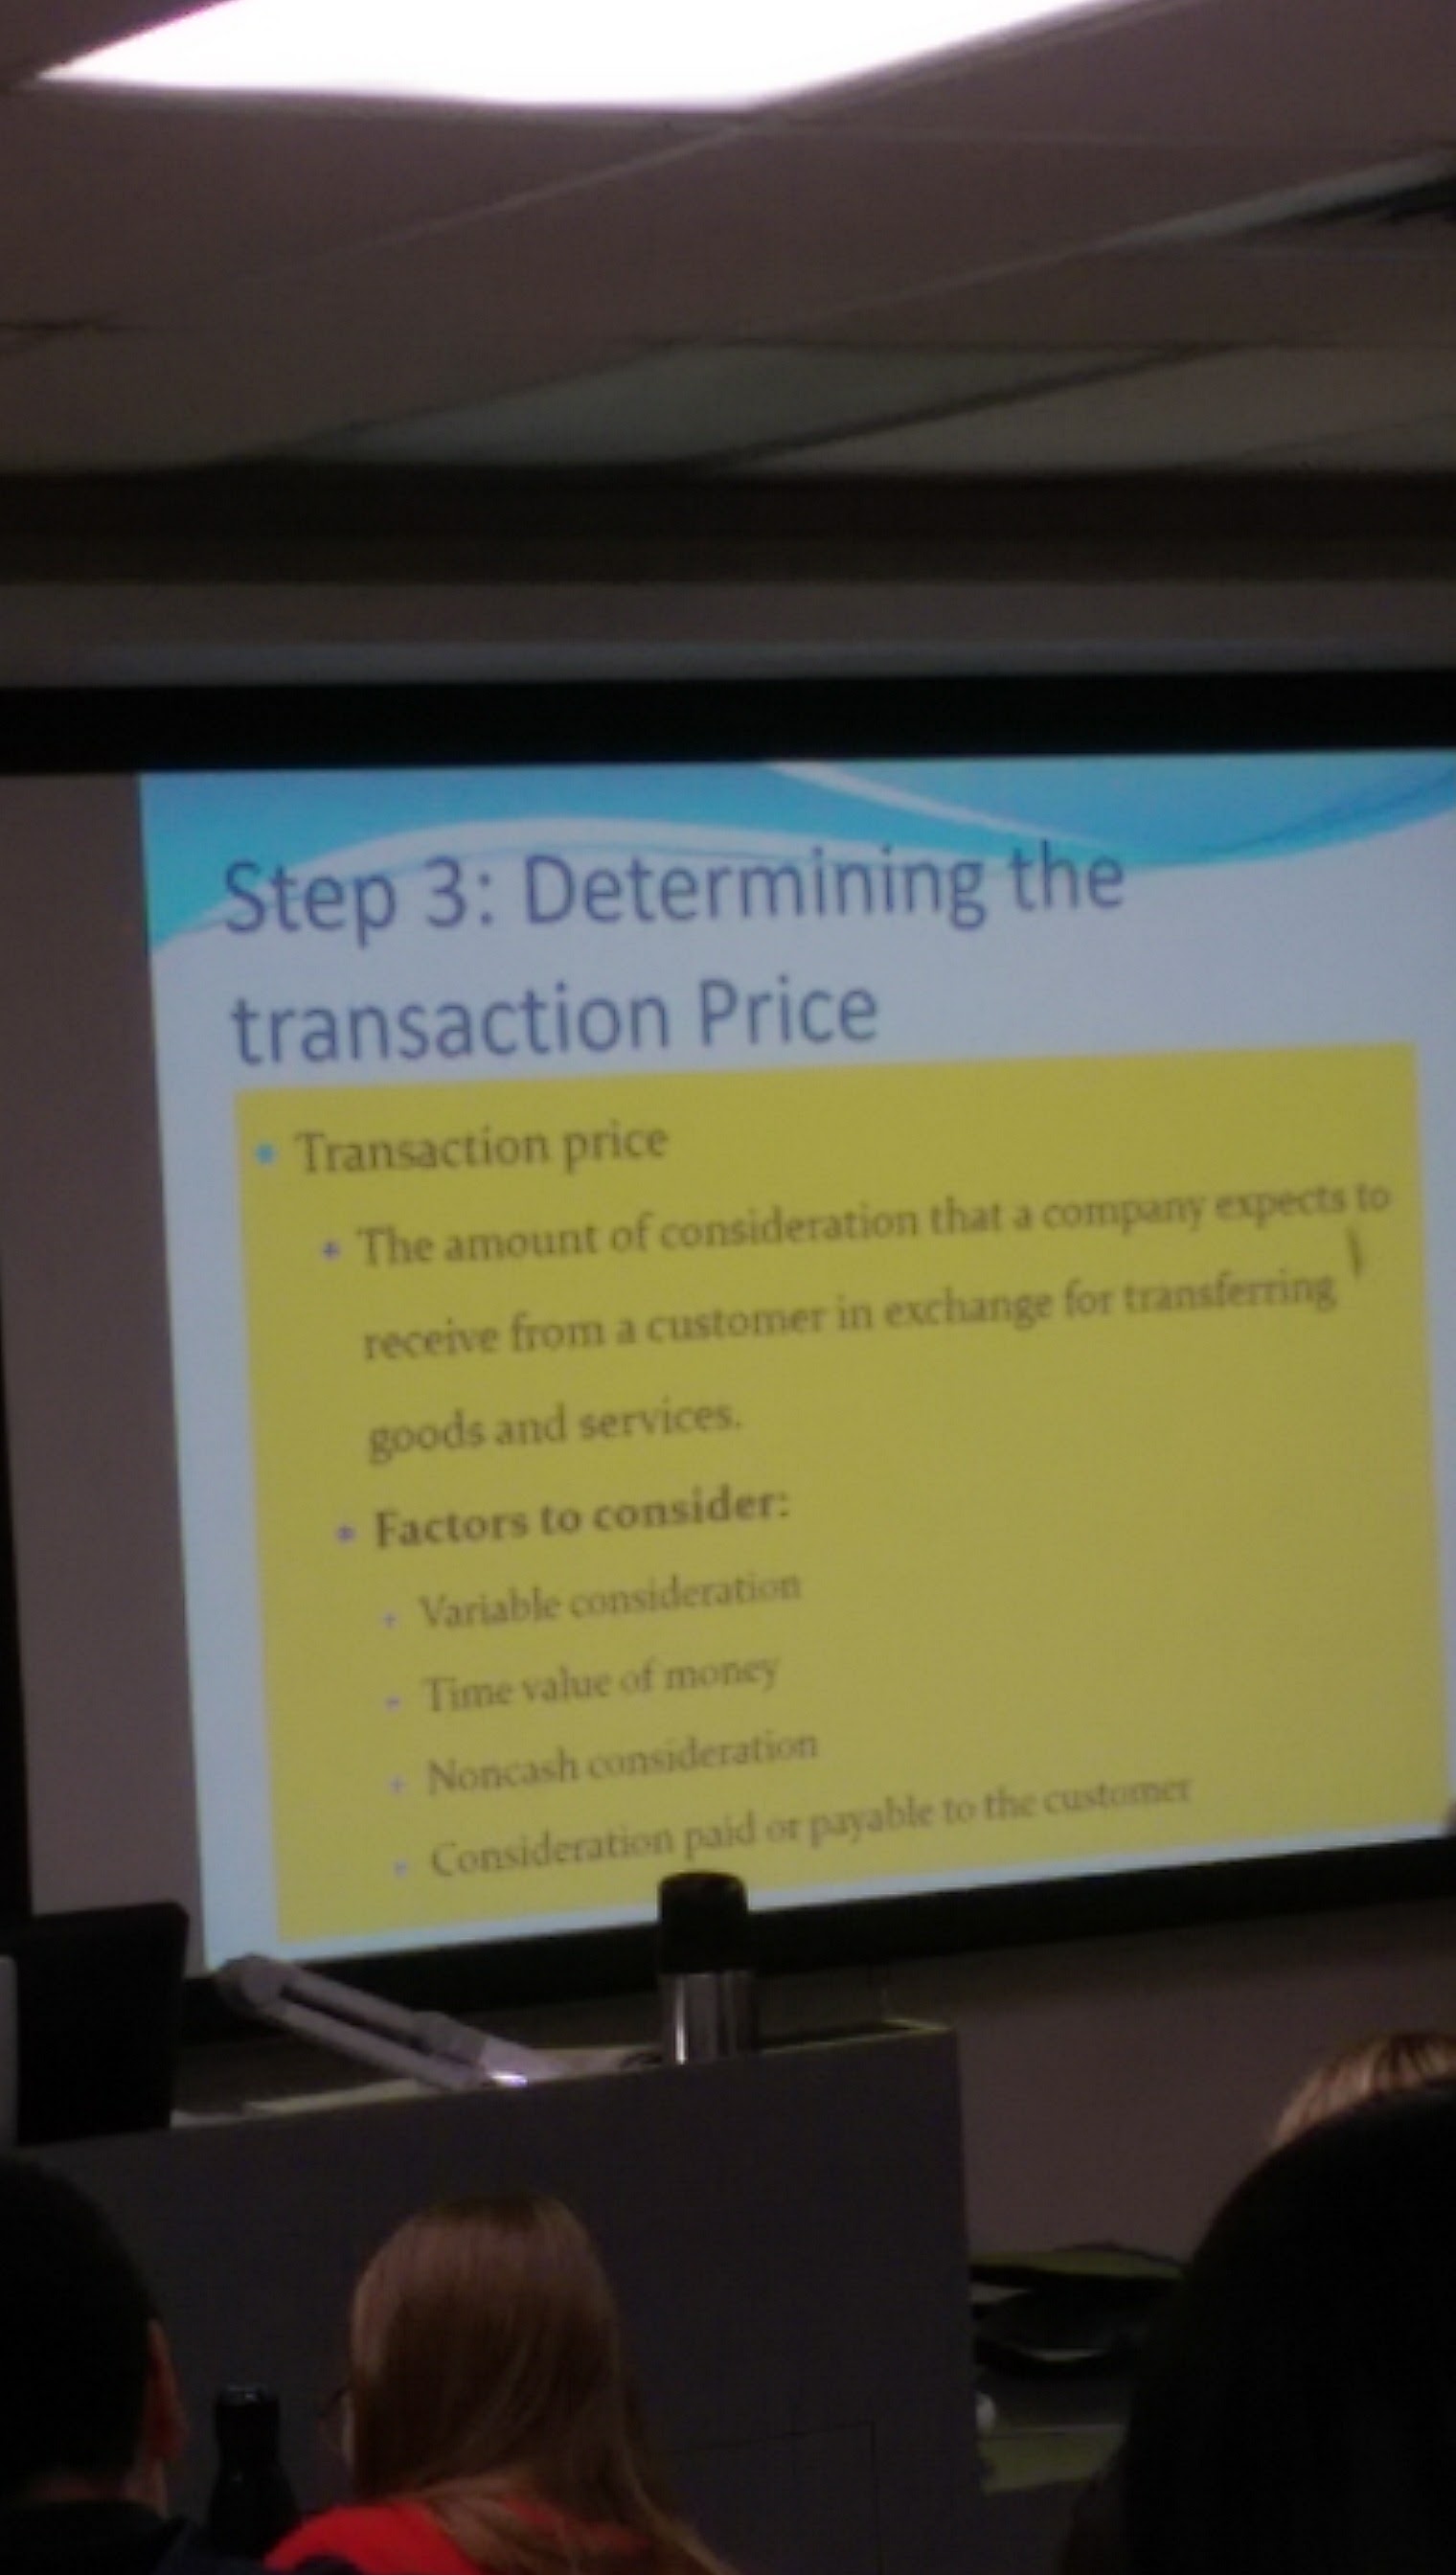 Step 3: Determining the
transaction Price
• Transaction price
• The amount of consideration that a company expects to
receive from a customer in exchange for transferring
goods and services.
• Factors to consider:
• Variable consideration
• Time value of money
• Noncash consideration
• Consideration paid or payable to the customer